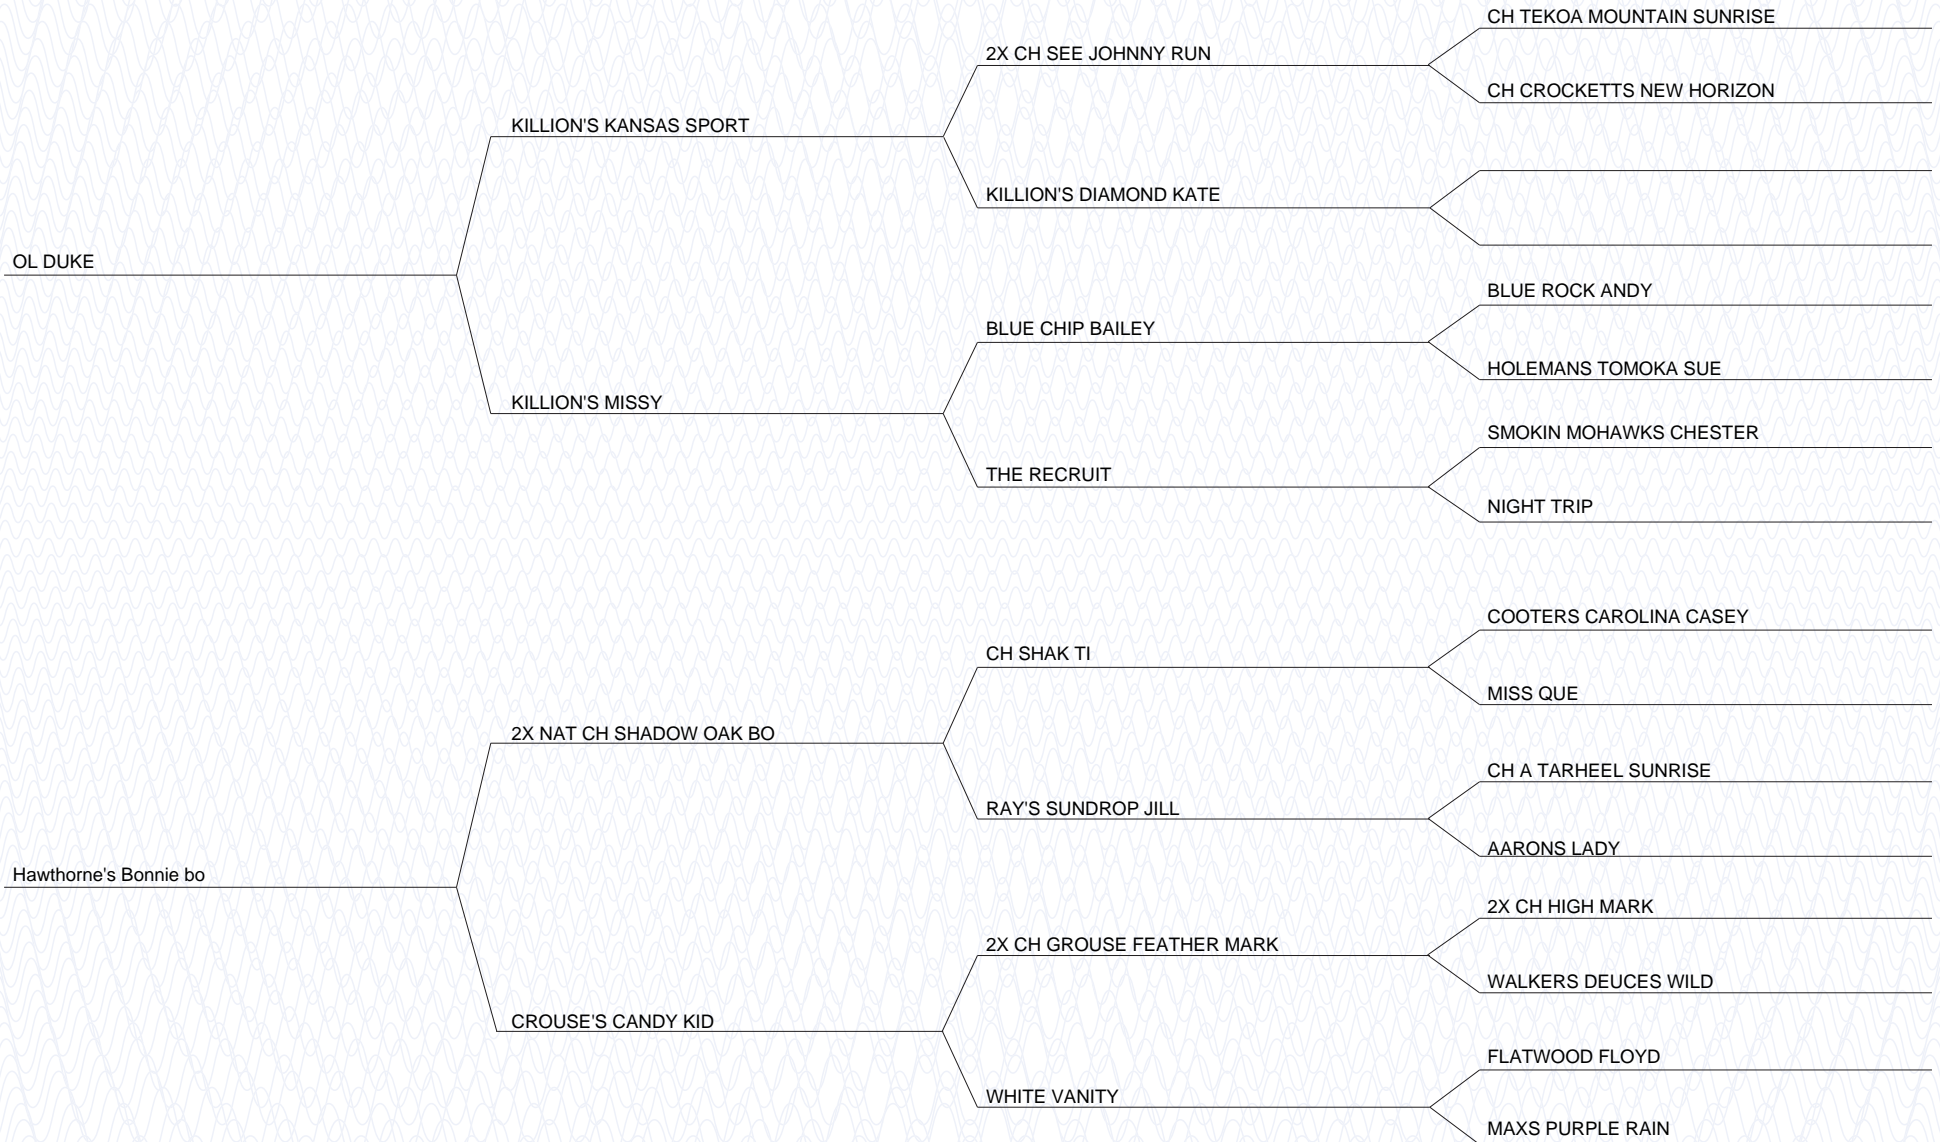 CH TEKOA MOUNTAIN SUNRISE
2X CH SEE JOHNNY RUN
CH CROCKETTS NEW HORIZON
KILLION'S KANSAS SPORT
KILLION'S DIAMOND KATE
OL DUKE
BLUE ROCK ANDY
BLUE CHIP BAILEY
HOLEMANS TOMOKA SUE
KILLION'S MISSY
SMOKIN MOHAWKS CHESTER
THE RECRUIT
NIGHT TRIP
COOTERS CAROLINA CASEY
CH SHAK TI
MISS QUE
2X NAT CH SHADOW OAK BO
CH A TARHEEL SUNRISE
RAY'S SUNDROP JILL
AARONS LADY
Hawthorne's Bonnie bo
2X CH HIGH MARK
2X CH GROUSE FEATHER MARK
WALKERS DEUCES WILD
CROUSE'S CANDY KID
FLATWOOD FLOYD
WHITE VANITY
MAXS PURPLE RAIN